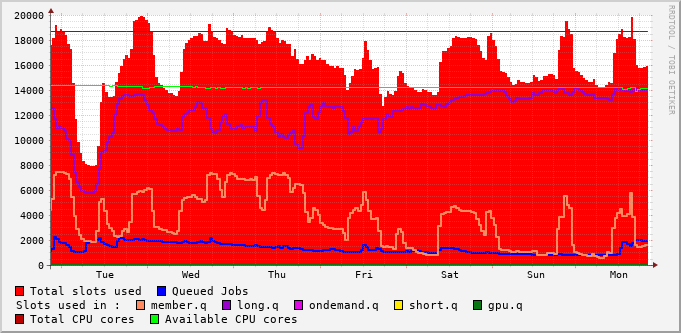 20000
18000
16000
14000
12000
10000
8000
6000
4000
2000
0
Tue Wed Thu Fri Sat Sun Mon
Total slots used Queued Jobs
Slots used in : member.q long.q ondemand.q short.q gpu.q
Total CPU cores Available CPU cores
RRDTOOL / TOBI OETIKER